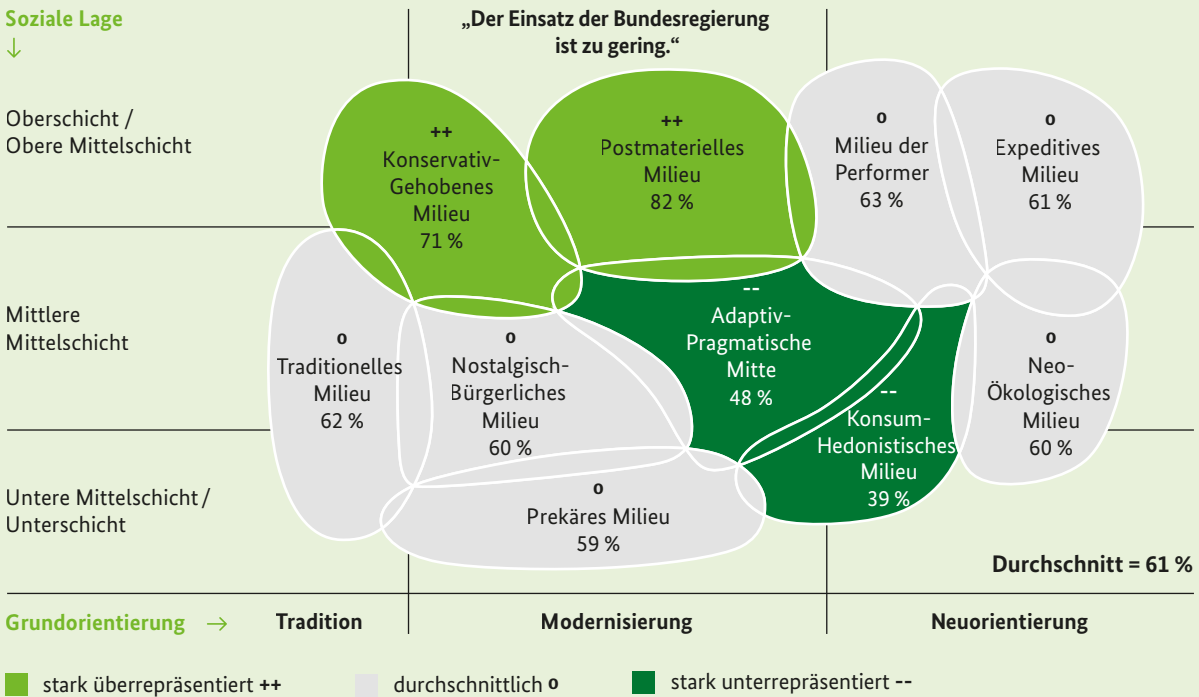 Soziale Lage
↓
„Der Einsatz der Bundesregierung
ist zu gering.“
Oberschicht /
Obere Mittelschicht
++
Konservativ-
Gehobenes
Milieu
71 %
++
Postmaterielles
Milieu
82 %
o
Milieu der
Performer
63 %
o
Expeditives
Milieu
61 %
Mittlere
Mittelschicht
o
Traditionelles
Milieu
62 %
o
Nostalgisch-
Bürgerliches
Milieu
60 %
--
Adaptiv-
Pragmatische
Mitte
48 %
--
Konsum-
Hedonistisches
Milieu
39 %
o
Neo-
Ökologisches
Milieu
60 %
Untere Mittelschicht /
Unterschicht
o
Prekäres Milieu
59 %
Durchschnitt = 61 %
Grundorientierung → Tradition Modernisierung Neuorientierung
stark überrepräsentiert ++ durchschnittlich o stark unterrepräsentiert --